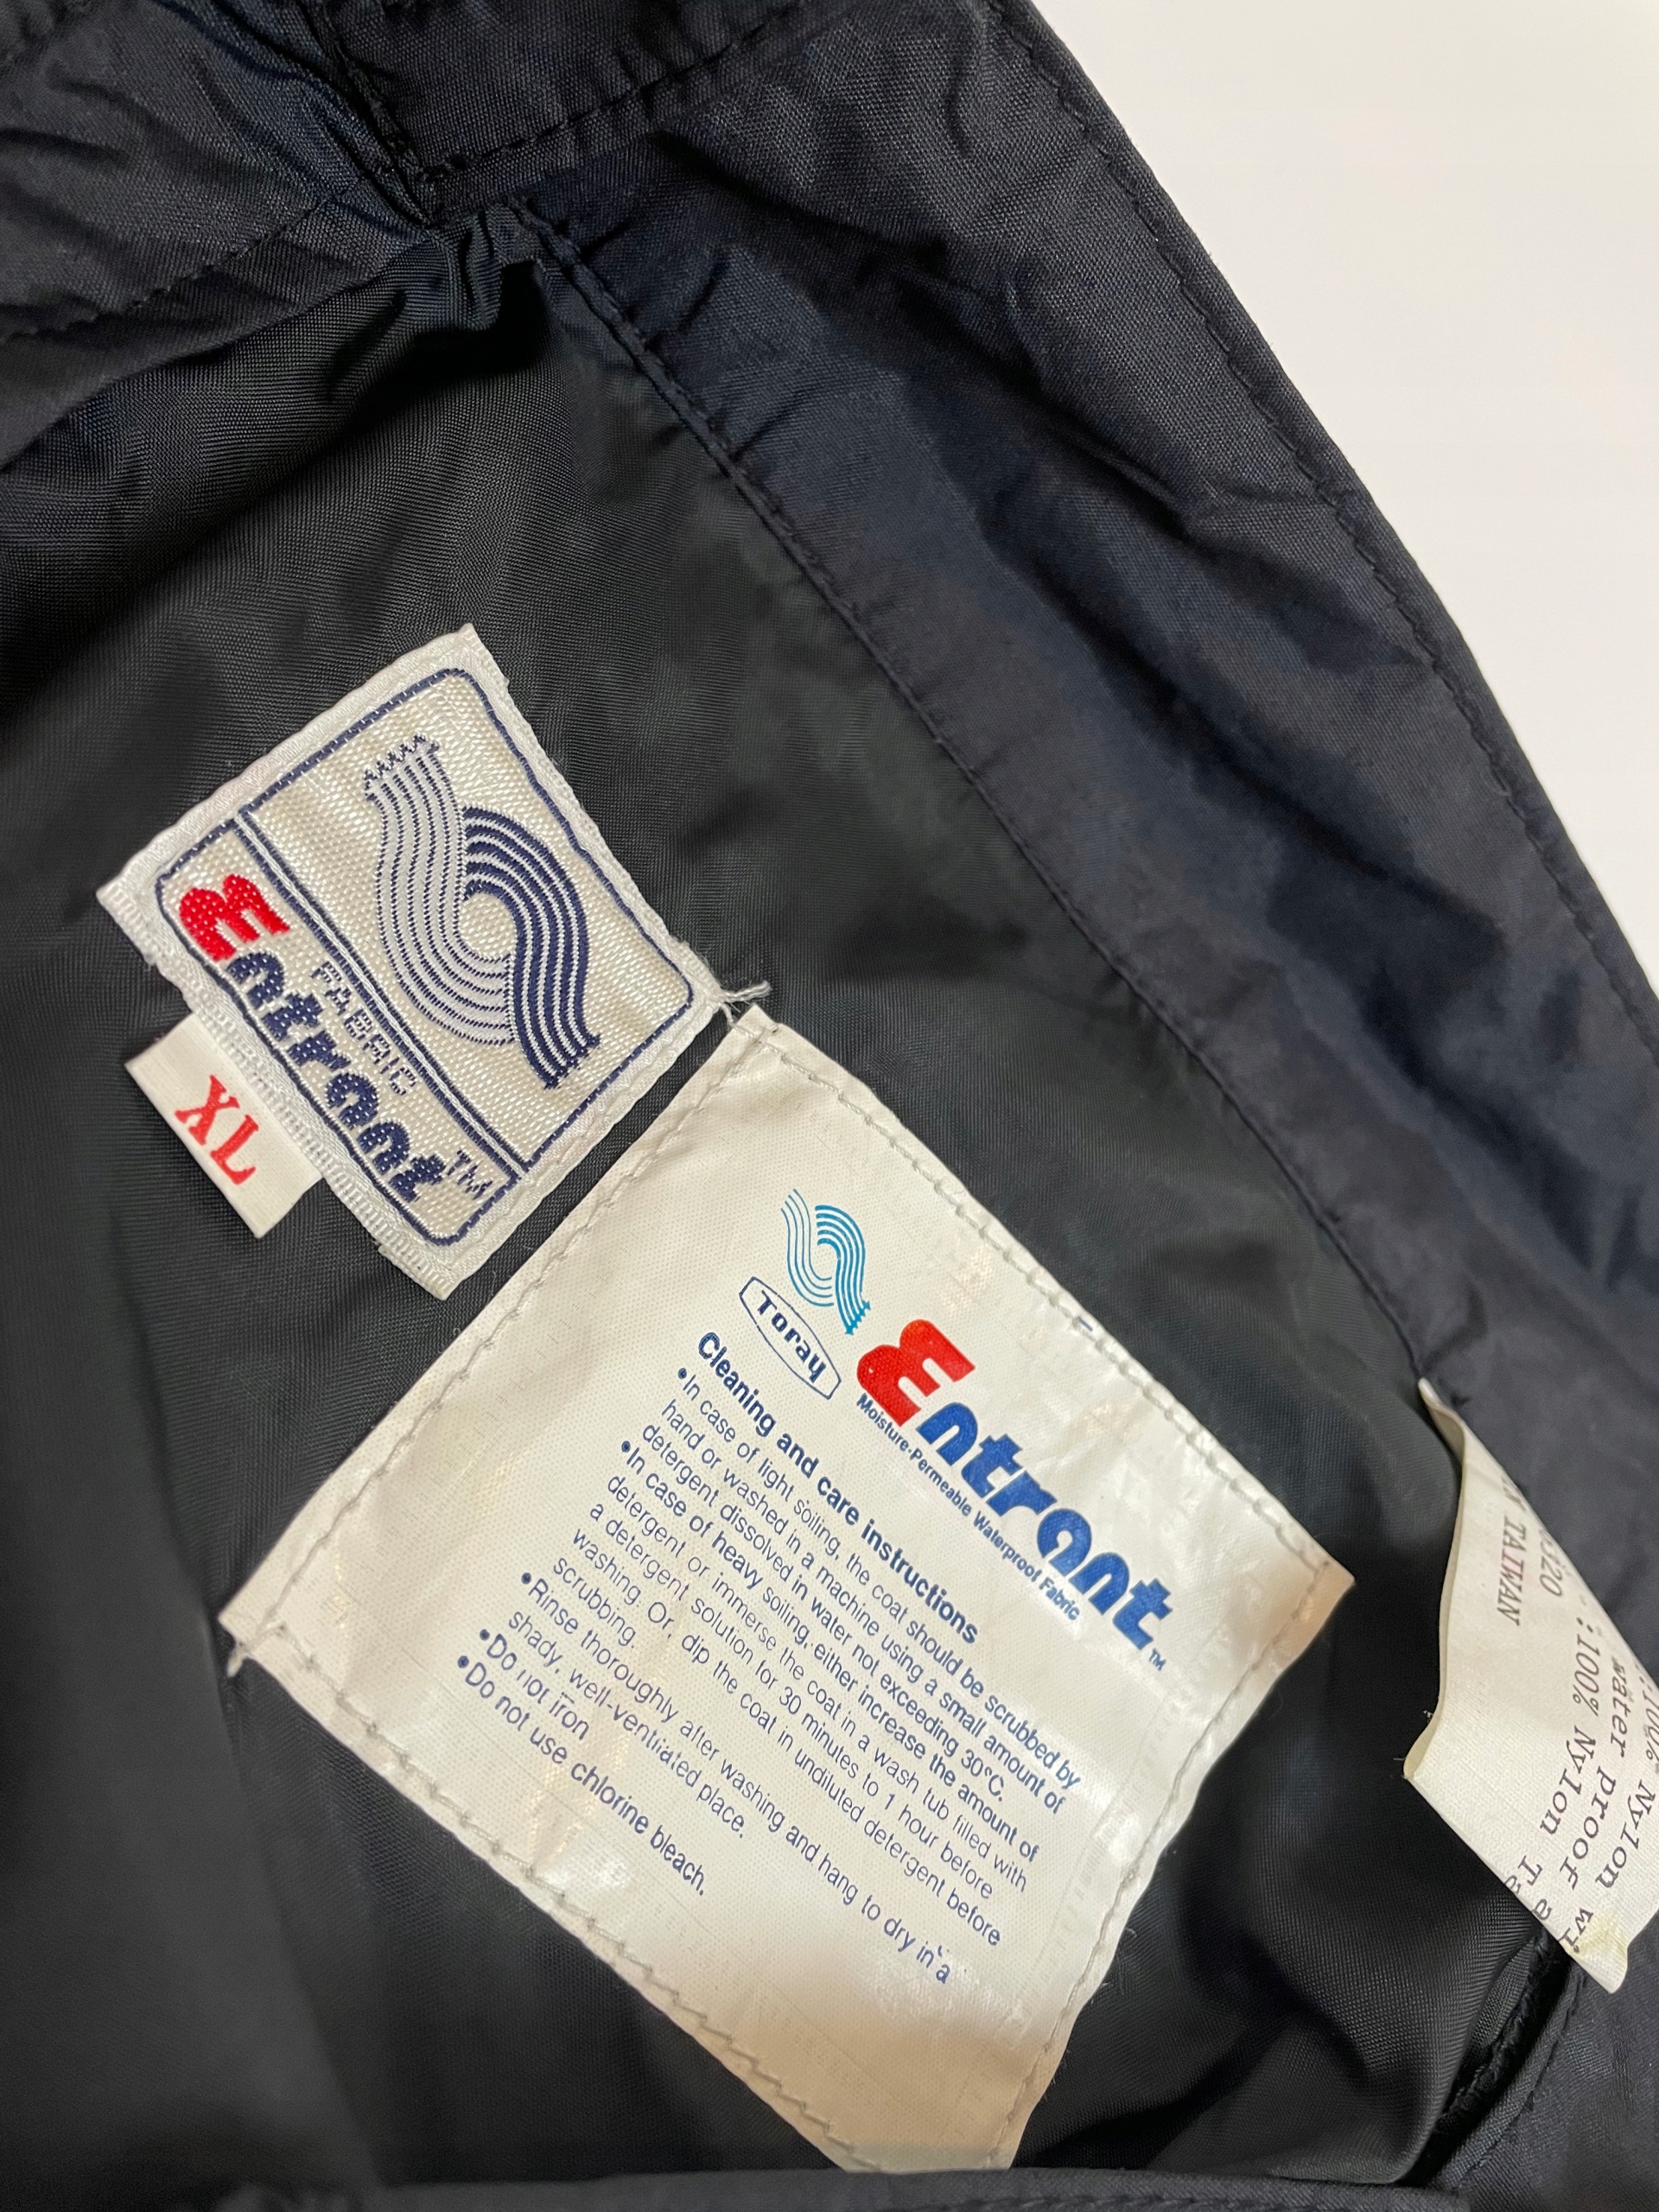 Entrant™
FABRIC
XL
Toray
Entrant™
Moisture-Permeable Waterproof Fabric
Cleaning and care instructions
•In case of light soiling, the coat should be scrubbed by
hand or washed in a machine using a small amount of
detergent dissolved in water not exceeding 30°C.
•In case of heavy soiling, either increase the amount of
detergent or immerse the coat in a wash tub filled with
a detergent solution for 30 minutes to 1 hour before
washing. Or, dip the coat in undiluted detergent before
scrubbing.
•Rinse thoroughly after washing and hang to dry in a
shady, well-ventilated place.
•Do not iron
•Do not use chlorine bleach.
TAIWAN
320
:100% Nylon
water proof
:100% Nylon